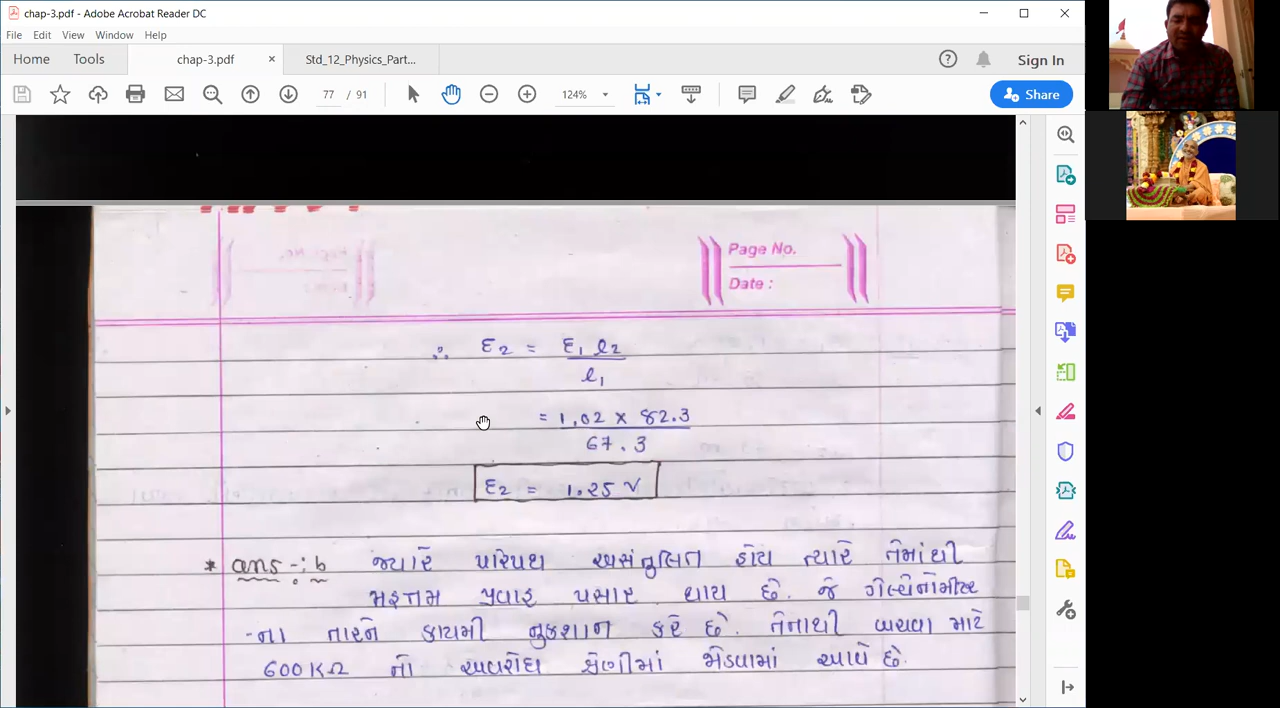 chap-3.pdf - Adobe Acrobat Reader DC
File Edit View Window Help
Home Tools chap-3.pdf × Std_12_Physics_Part... Sign In
77 / 91 124% Share
Page No.
Date :
∴ ε2 = ε1 l2
l1
= 1.02 × 82.3
67.3
ε2 = 1.25 V
* ans-:b જ્યારે પરિપથ અસંતુલિત હોય ત્યારે તેમાંથી
મહત્તમ પ્રવાહ પસાર થાય છે. જે ગેલ્વેનોમીટર
-ના તારને કાયમી નુકશાન કરે છે. તેનાથી બચવા માટે
600KΩ નો અવરોધ શ્રેણીમાં જોડવામાં આવે છે.